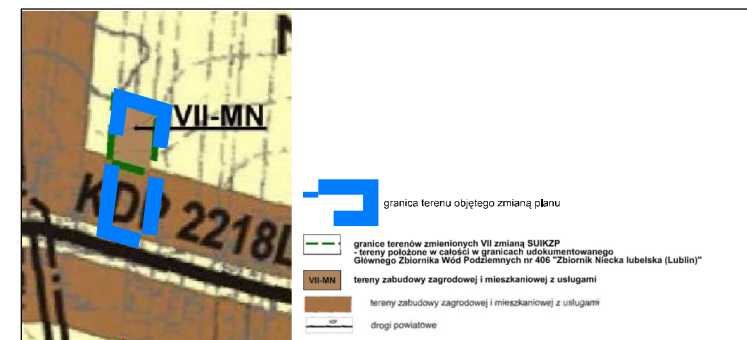 VII-MN
KDP 2218L
granica terenu objętego zmianą planu
granice terenów zmienionych VII zmianą SUIKZP
- tereny położone w całości w granicach udokumentowanego
Głównego Zbiornika Wód Podziemnych nr 406 "Zbiornik Niecka lubelska (Lublin)"
VII-MN tereny zabudowy zagrodowej i mieszkaniowej z usługami
tereny zabudowy zagrodowej i mieszkaniowej z usługami
KDP drogi powiatowe